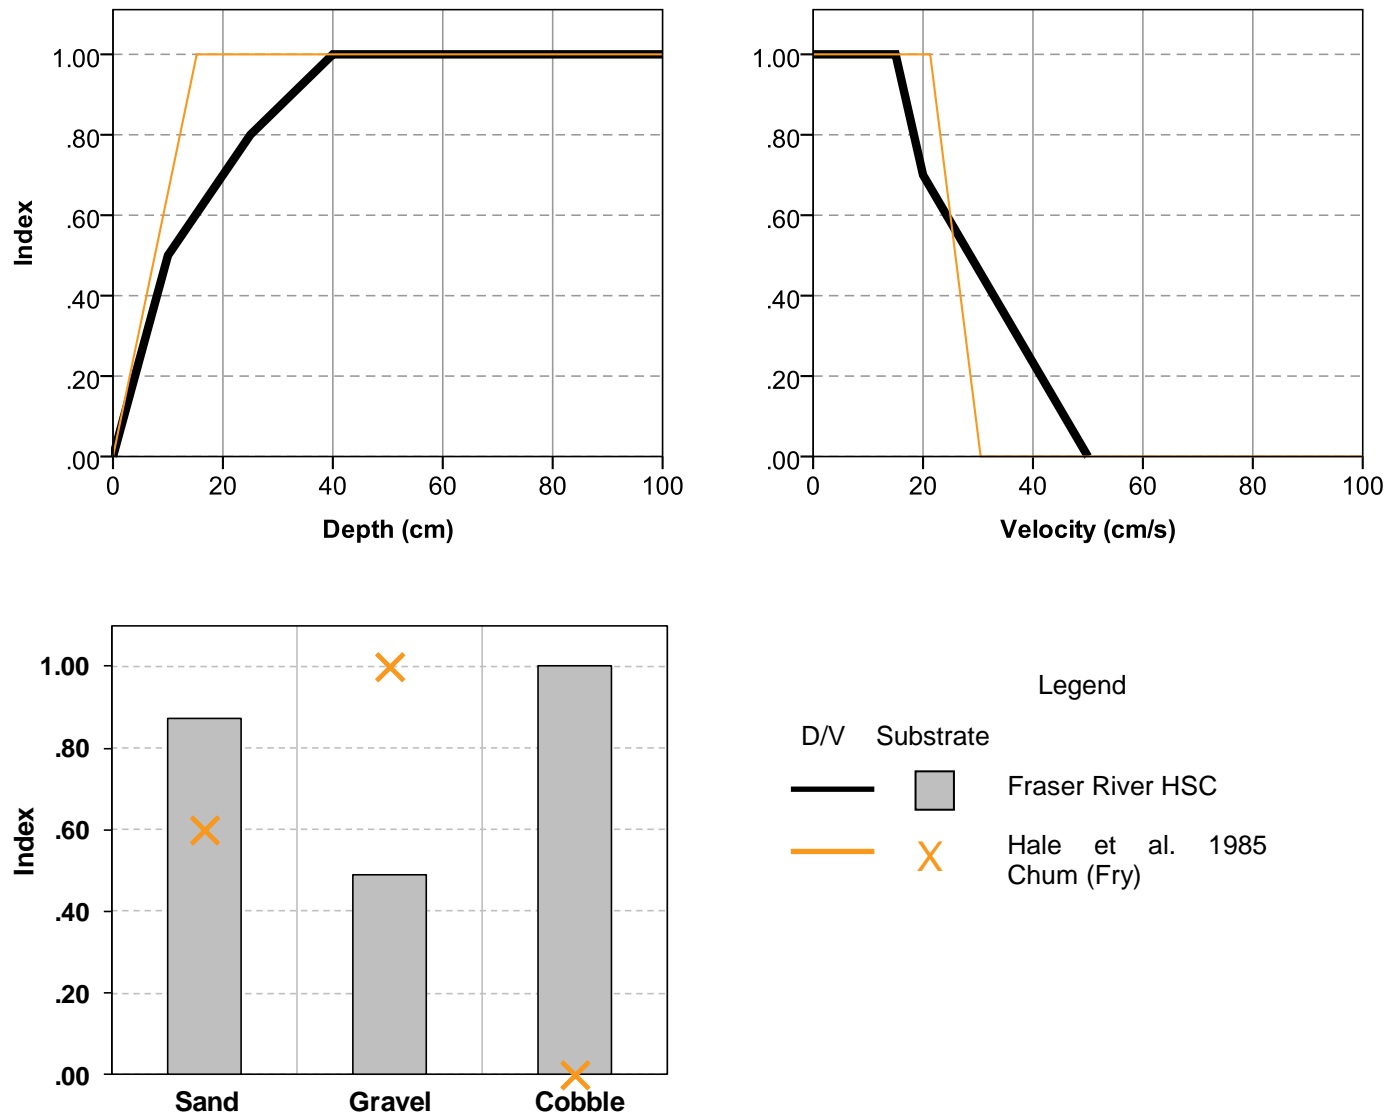 1.00
.80
.60
.40
.20
.00
Index
0 20 40 60 80 100
Depth (cm)
1.00
.80
.60
.40
.20
.00
0 20 40 60 80 100
Velocity (cm/s)
1.00
.80
.60
.40
.20
.00
Index
Sand Gravel Cobble
Legend
D/V Substrate
Fraser River HSC
Hale et al. 1985
Chum (Fry)